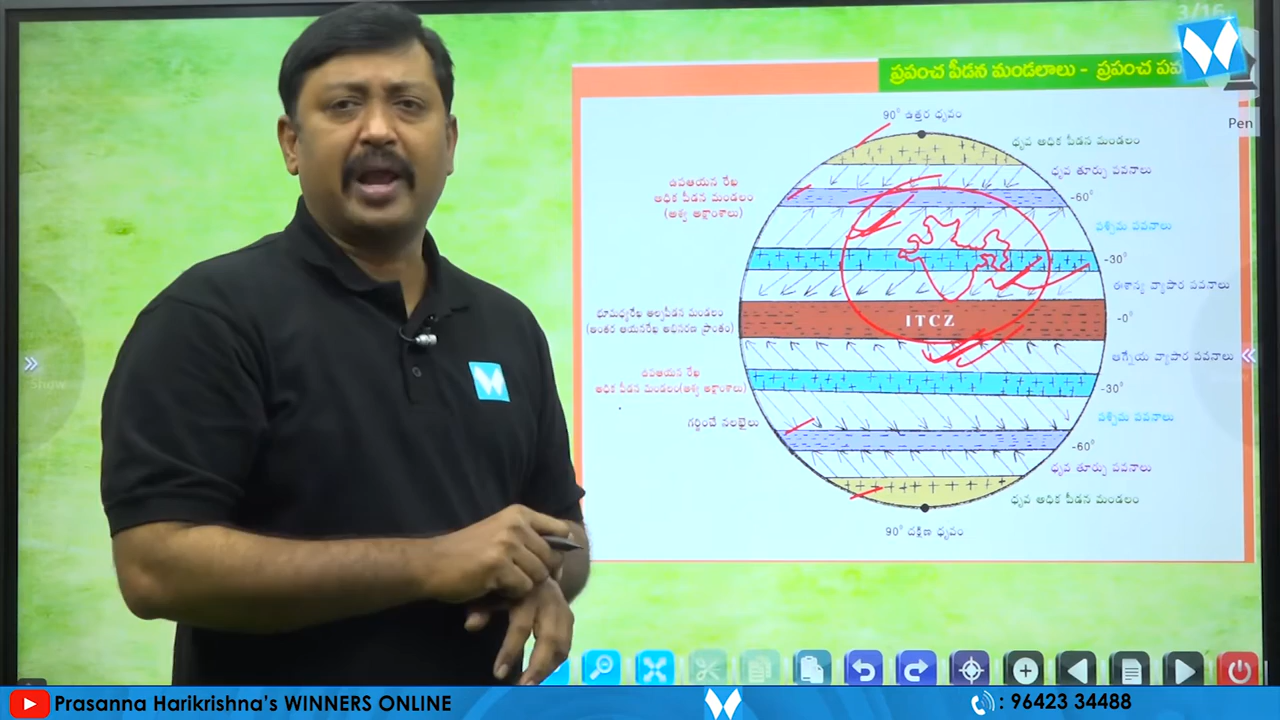 3/16
ప్రపంచ పీడన మండలాలు - ప్రపంచ పవ
Pen
90° ఉత్తర ధృవం
ధృవ అధిక పీడన మండలం
ధృవ తూర్పు పవనాలు
ఉపఆయన రేఖ
అధిక పీడన మండలం
(అశ్వ అక్షాంశాలు)
-60°
పశ్చిమ పవనాలు
-30°
ఈశాన్య వ్యాపార పవనాలు
భూమధ్యరేఖ అల్పపీడన మండలం
(అంతర ఆయనరేఖ అభిసరణ ప్రాంతం)
ITCZ
-0°
ఆగ్నేయ వ్యాపార పవనాలు
ఉపఆయన రేఖ
అధిక పీడన మండలం(అశ్వ అక్షాంశాలు)
-30°
గర్జించే నలభైలు
పశ్చిమ పవనాలు
-60°
ధృవ తూర్పు పవనాలు
ధృవ అధిక పీడన మండలం
90° దక్షిణ ధృవం
Show
Prasanna Harikrishna's WINNERS ONLINE
: 96423 34488